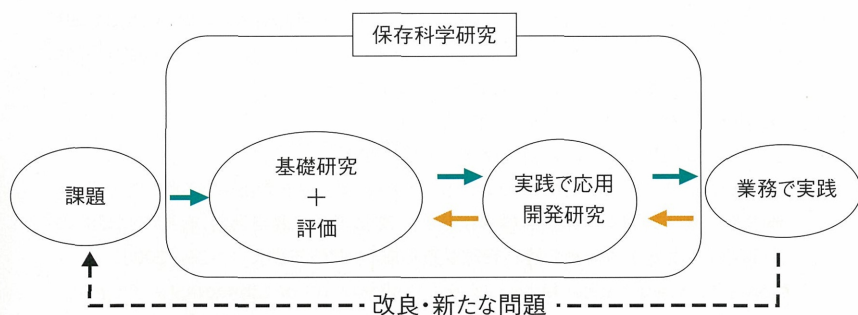 保存科学研究
課題
基礎研究
＋
評価
実践で応用
開発研究
業務で実践
改良・新たな問題